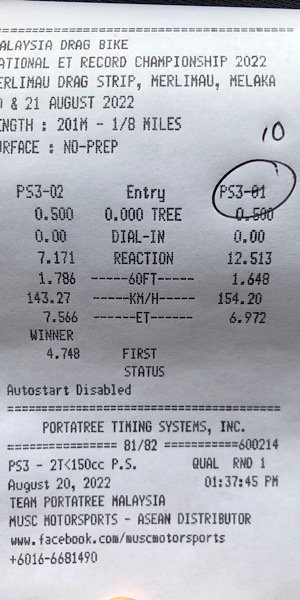 ALAYSIA DRAG BIKE
ATIONAL ET RECORD CHAMPIONSHIP 2022
ERLIMAU DRAG STRIP, MERLIMAU, MELAKA
& 21 AUGUST 2022
ENGTH : 201M - 1/8 MILES
URFACE : NO-PREP
10
PS3-02 Entry PS3-01
0.500 0.000 TREE 0.500
0.00 DIAL-IN 0.00
7.171 REACTION 12.513
1.786 -----60FT----- 1.648
143.27 -----KM/H----- 154.20
7.566 ------ET------ 6.972
WINNER
4.748 FIRST
STATUS
Autostart Disabled
PORTATREE TIMING SYSTEMS, INC.
================ 81/82 ===========600214
PS3 - 2T<150cc P.S. QUAL RND 1
August 20, 2022 01:37:45 PM
TEAM PORTATREE MALAYSIA
MUSC MOTORSPORTS - ASEAN DISTRIBUTOR
www.facebook.com/muscmotorsports
+6016-6681490